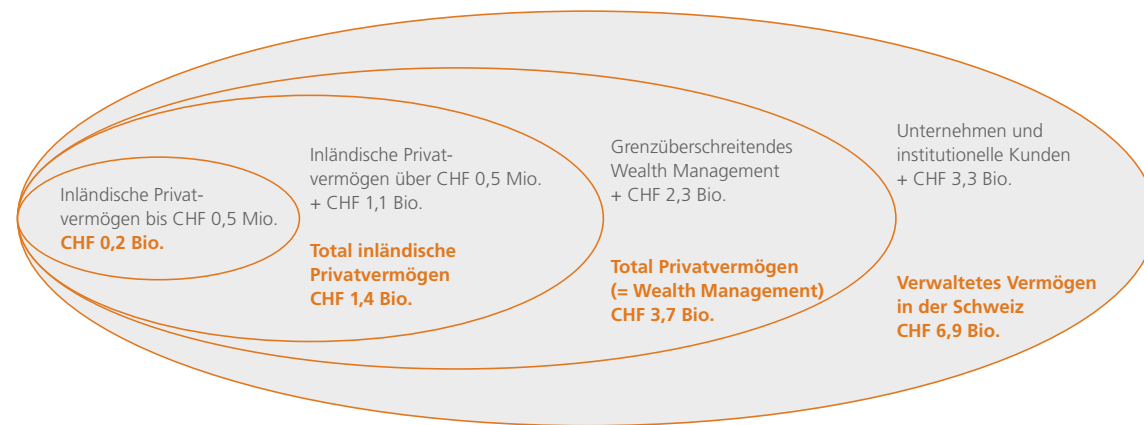 Inländische Privat-
vermögen bis CHF 0,5 Mio.
CHF 0,2 Bio.
Inländische Privat-
vermögen über CHF 0,5 Mio.
+ CHF 1,1 Bio.
Total inländische
Privatvermögen
CHF 1,4 Bio.
Grenzüberschreitendes
Wealth Management
+ CHF 2,3 Bio.
Total Privatvermögen
(= Wealth Management)
CHF 3,7 Bio.
Unternehmen und
institutionelle Kunden
+ CHF 3,3 Bio.
Verwaltetes Vermögen
in der Schweiz
CHF 6,9 Bio.